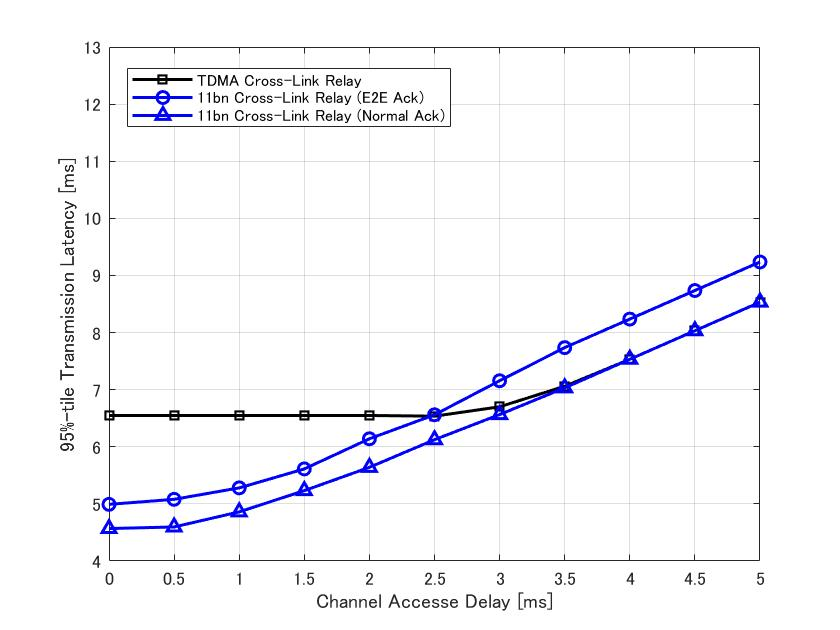 13
12
11
10
9
8
7
6
5
4
95%-tile Transmission Latency [ms]
TDMA Cross-Link Relay
11bn Cross-Link Relay (E2E Ack)
11bn Cross-Link Relay (Normal Ack)
0 0.5 1 1.5 2 2.5 3 3.5 4 4.5 5
Channel Accesse Delay [ms]